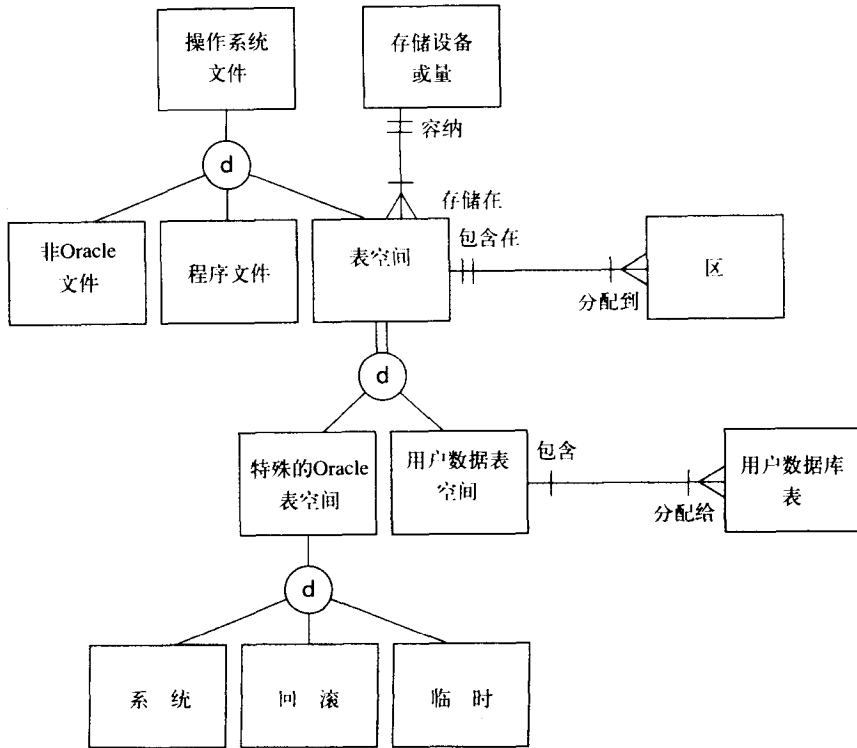 操作系统
文件
存储设备
或量
容纳
d
存储在
非Oracle
文件
程序文件
表空间
包含在
分配到
区
d
特殊的Oracle
表空间
用户数据表
空间
包含
分配给
用户数据库
表
d
系 统
回 滚
临 时